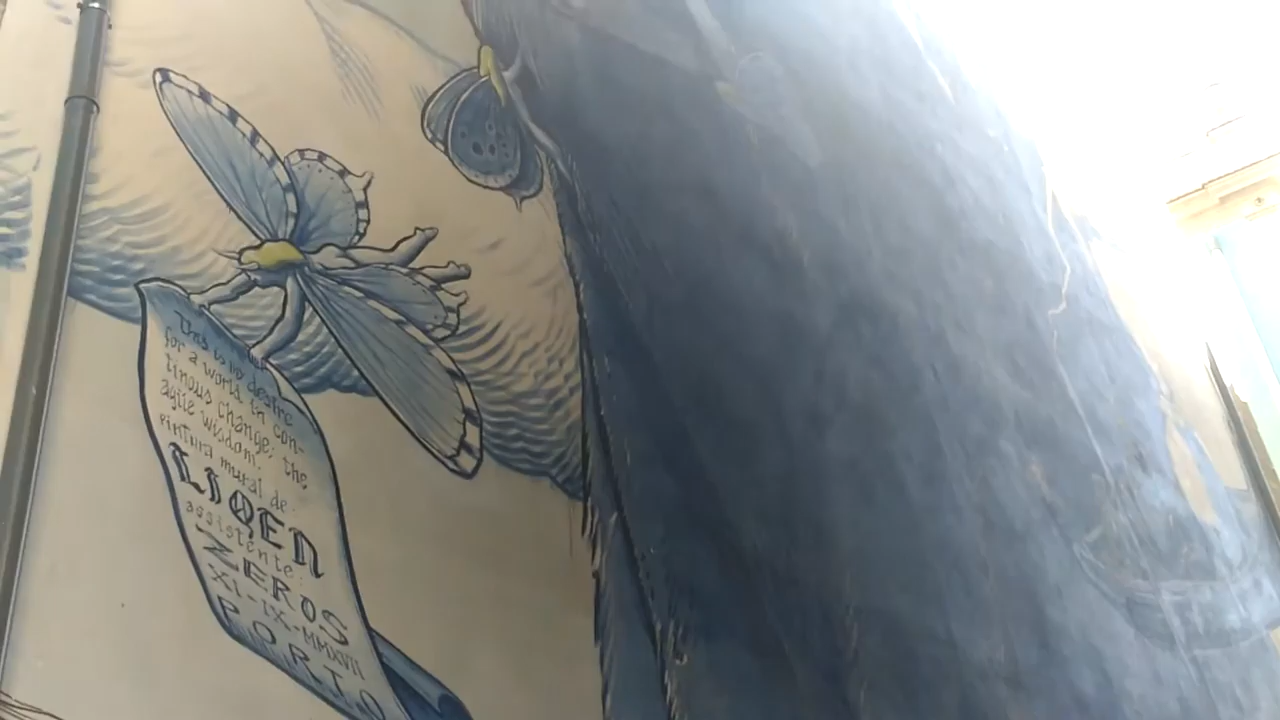 This is no desire
for a world in con-
tinous change; the
agile wisdom.
pintura mural de:
LIQEN
assistente:
ZEROS
XI-IX-MMXVII
PORTO